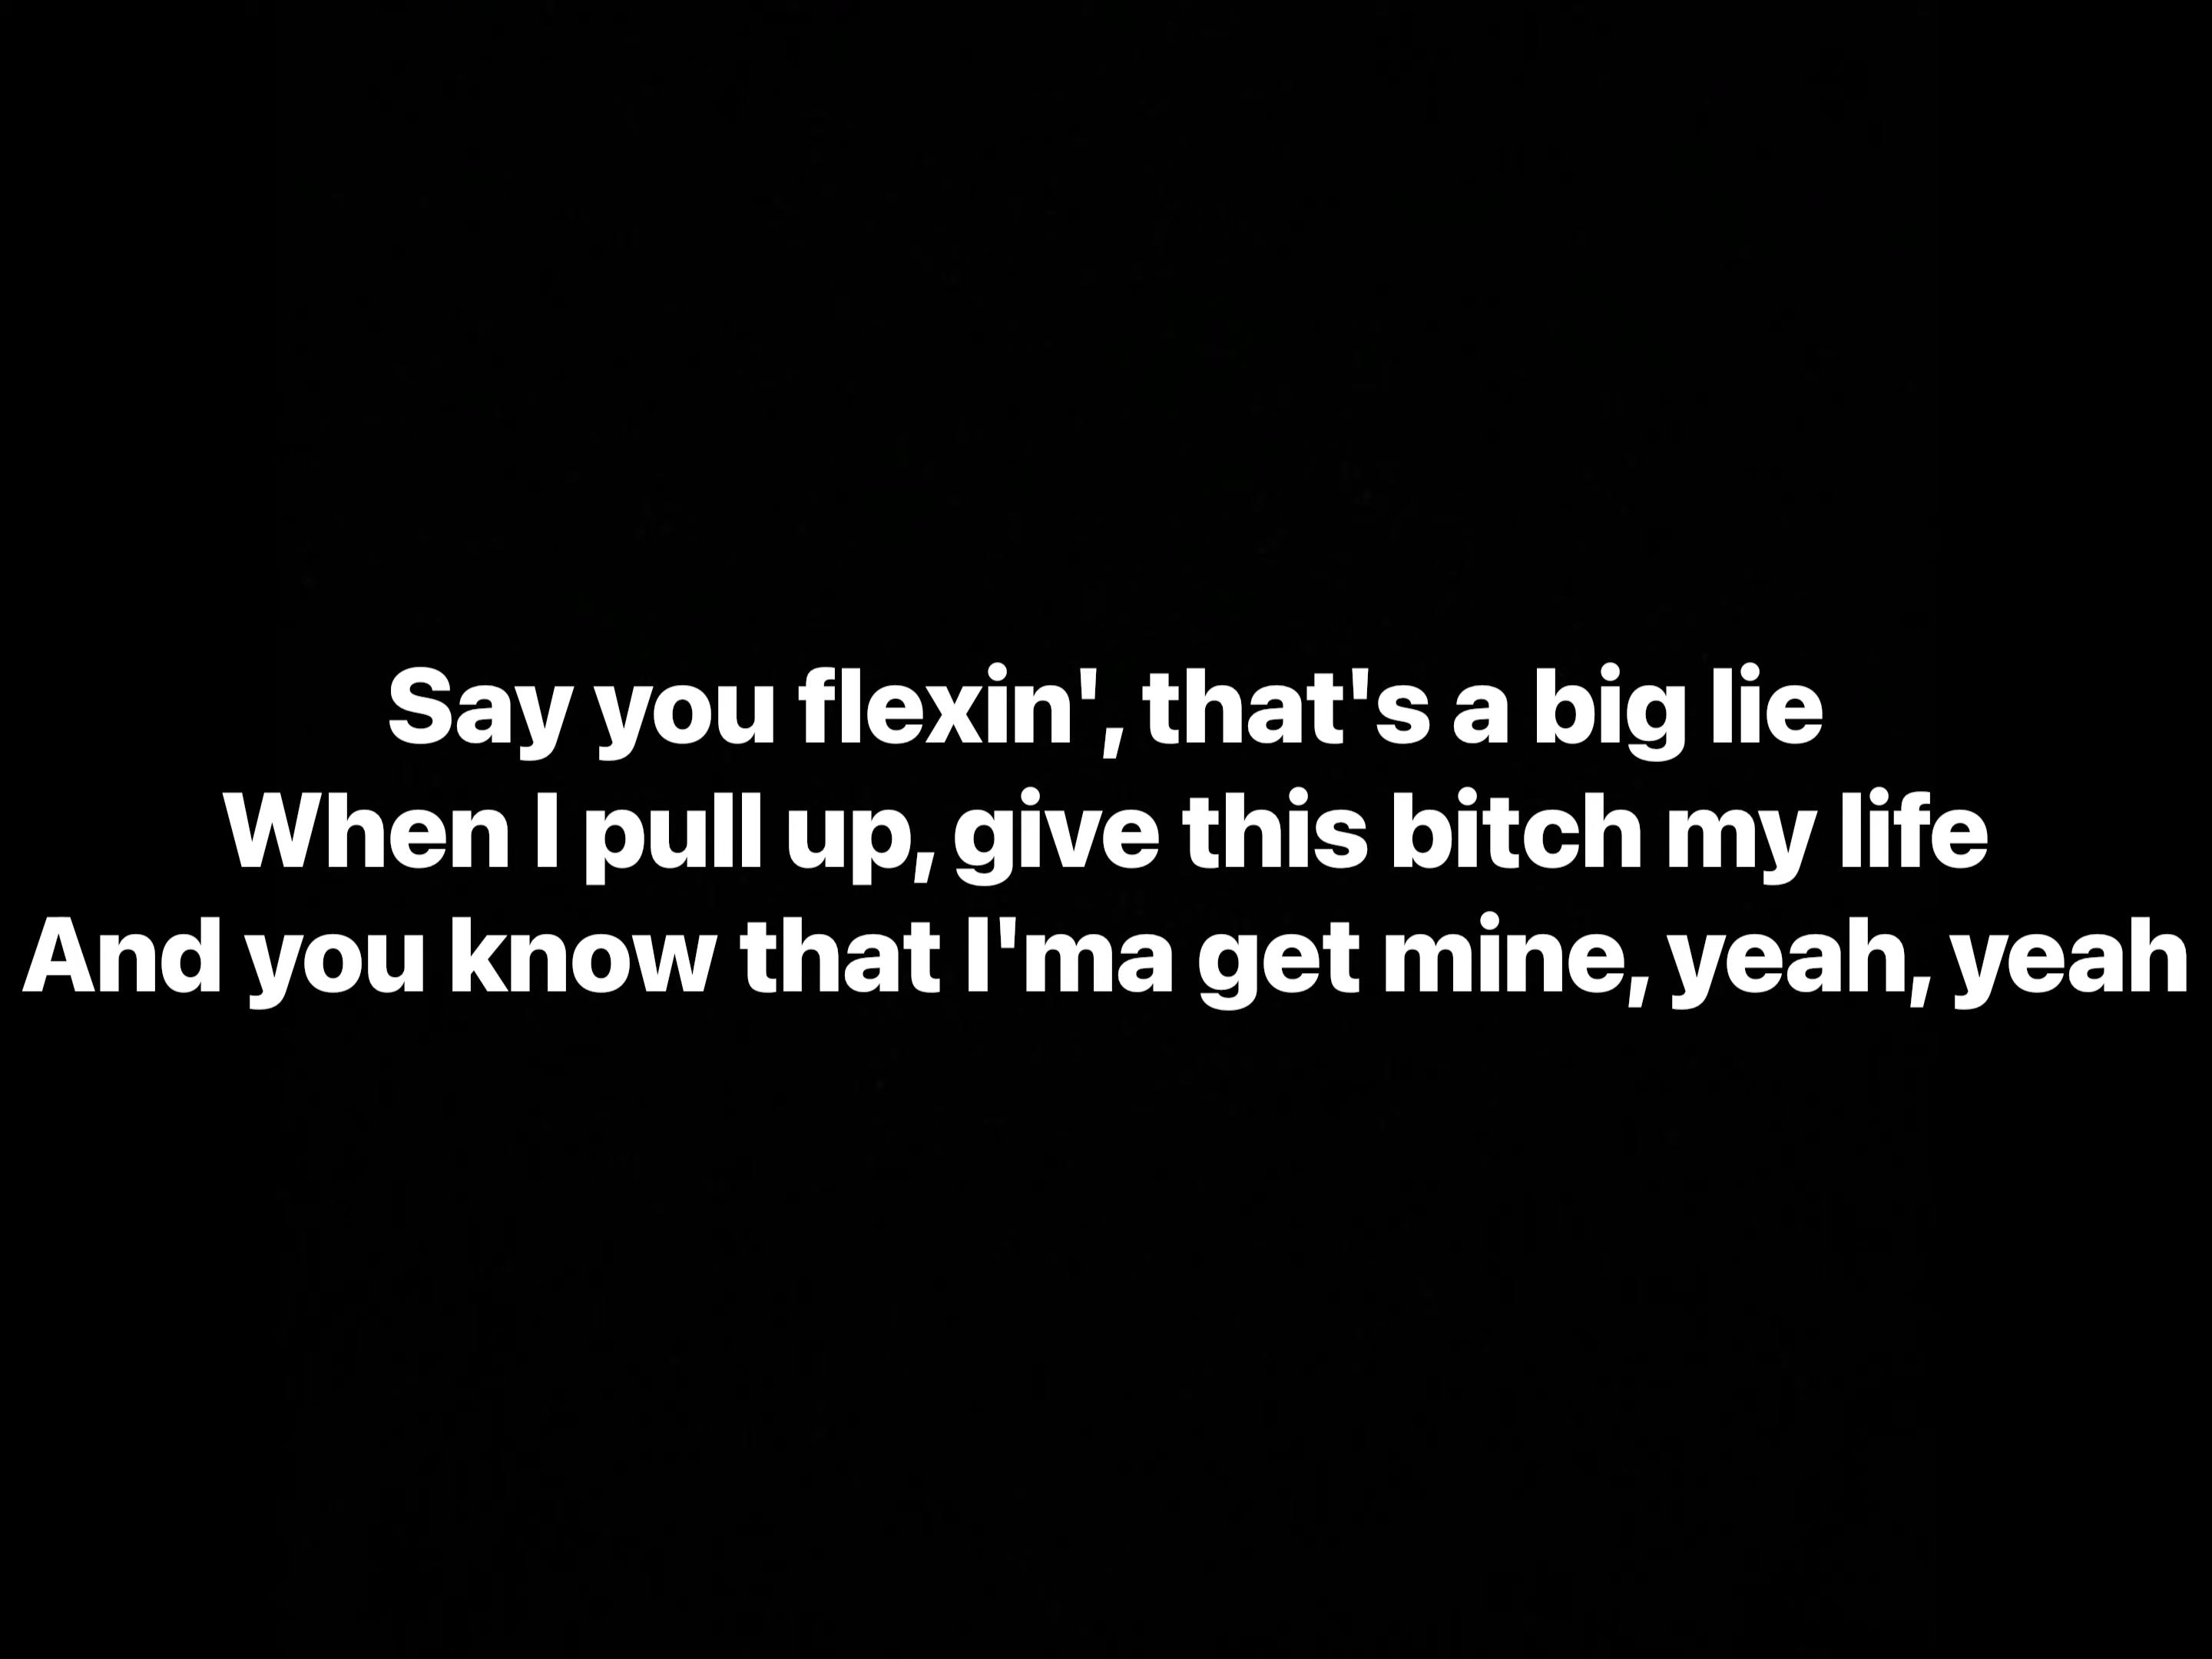 Say you flexin', that's a big lie
When I pull up, give this bitch my life
And you know that I'ma get mine, yeah, yeah